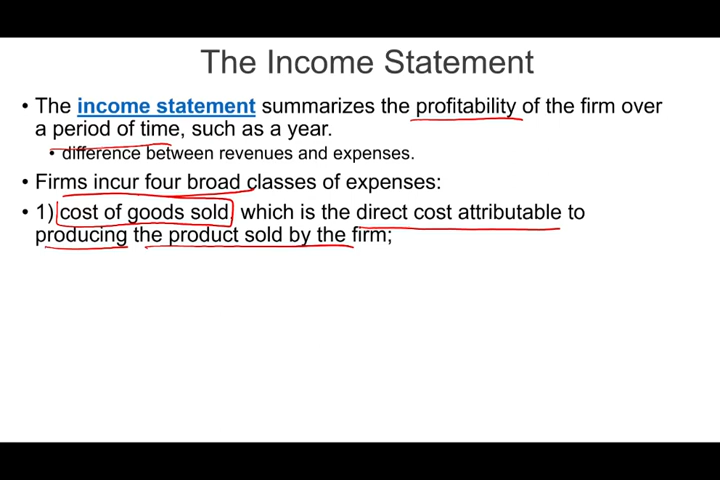 The Income Statement
• The income statement summarizes the profitability of the firm over
a period of time, such as a year.
• difference between revenues and expenses.
• Firms incur four broad classes of expenses:
• 1) cost of goods sold, which is the direct cost attributable to
producing the product sold by the firm;